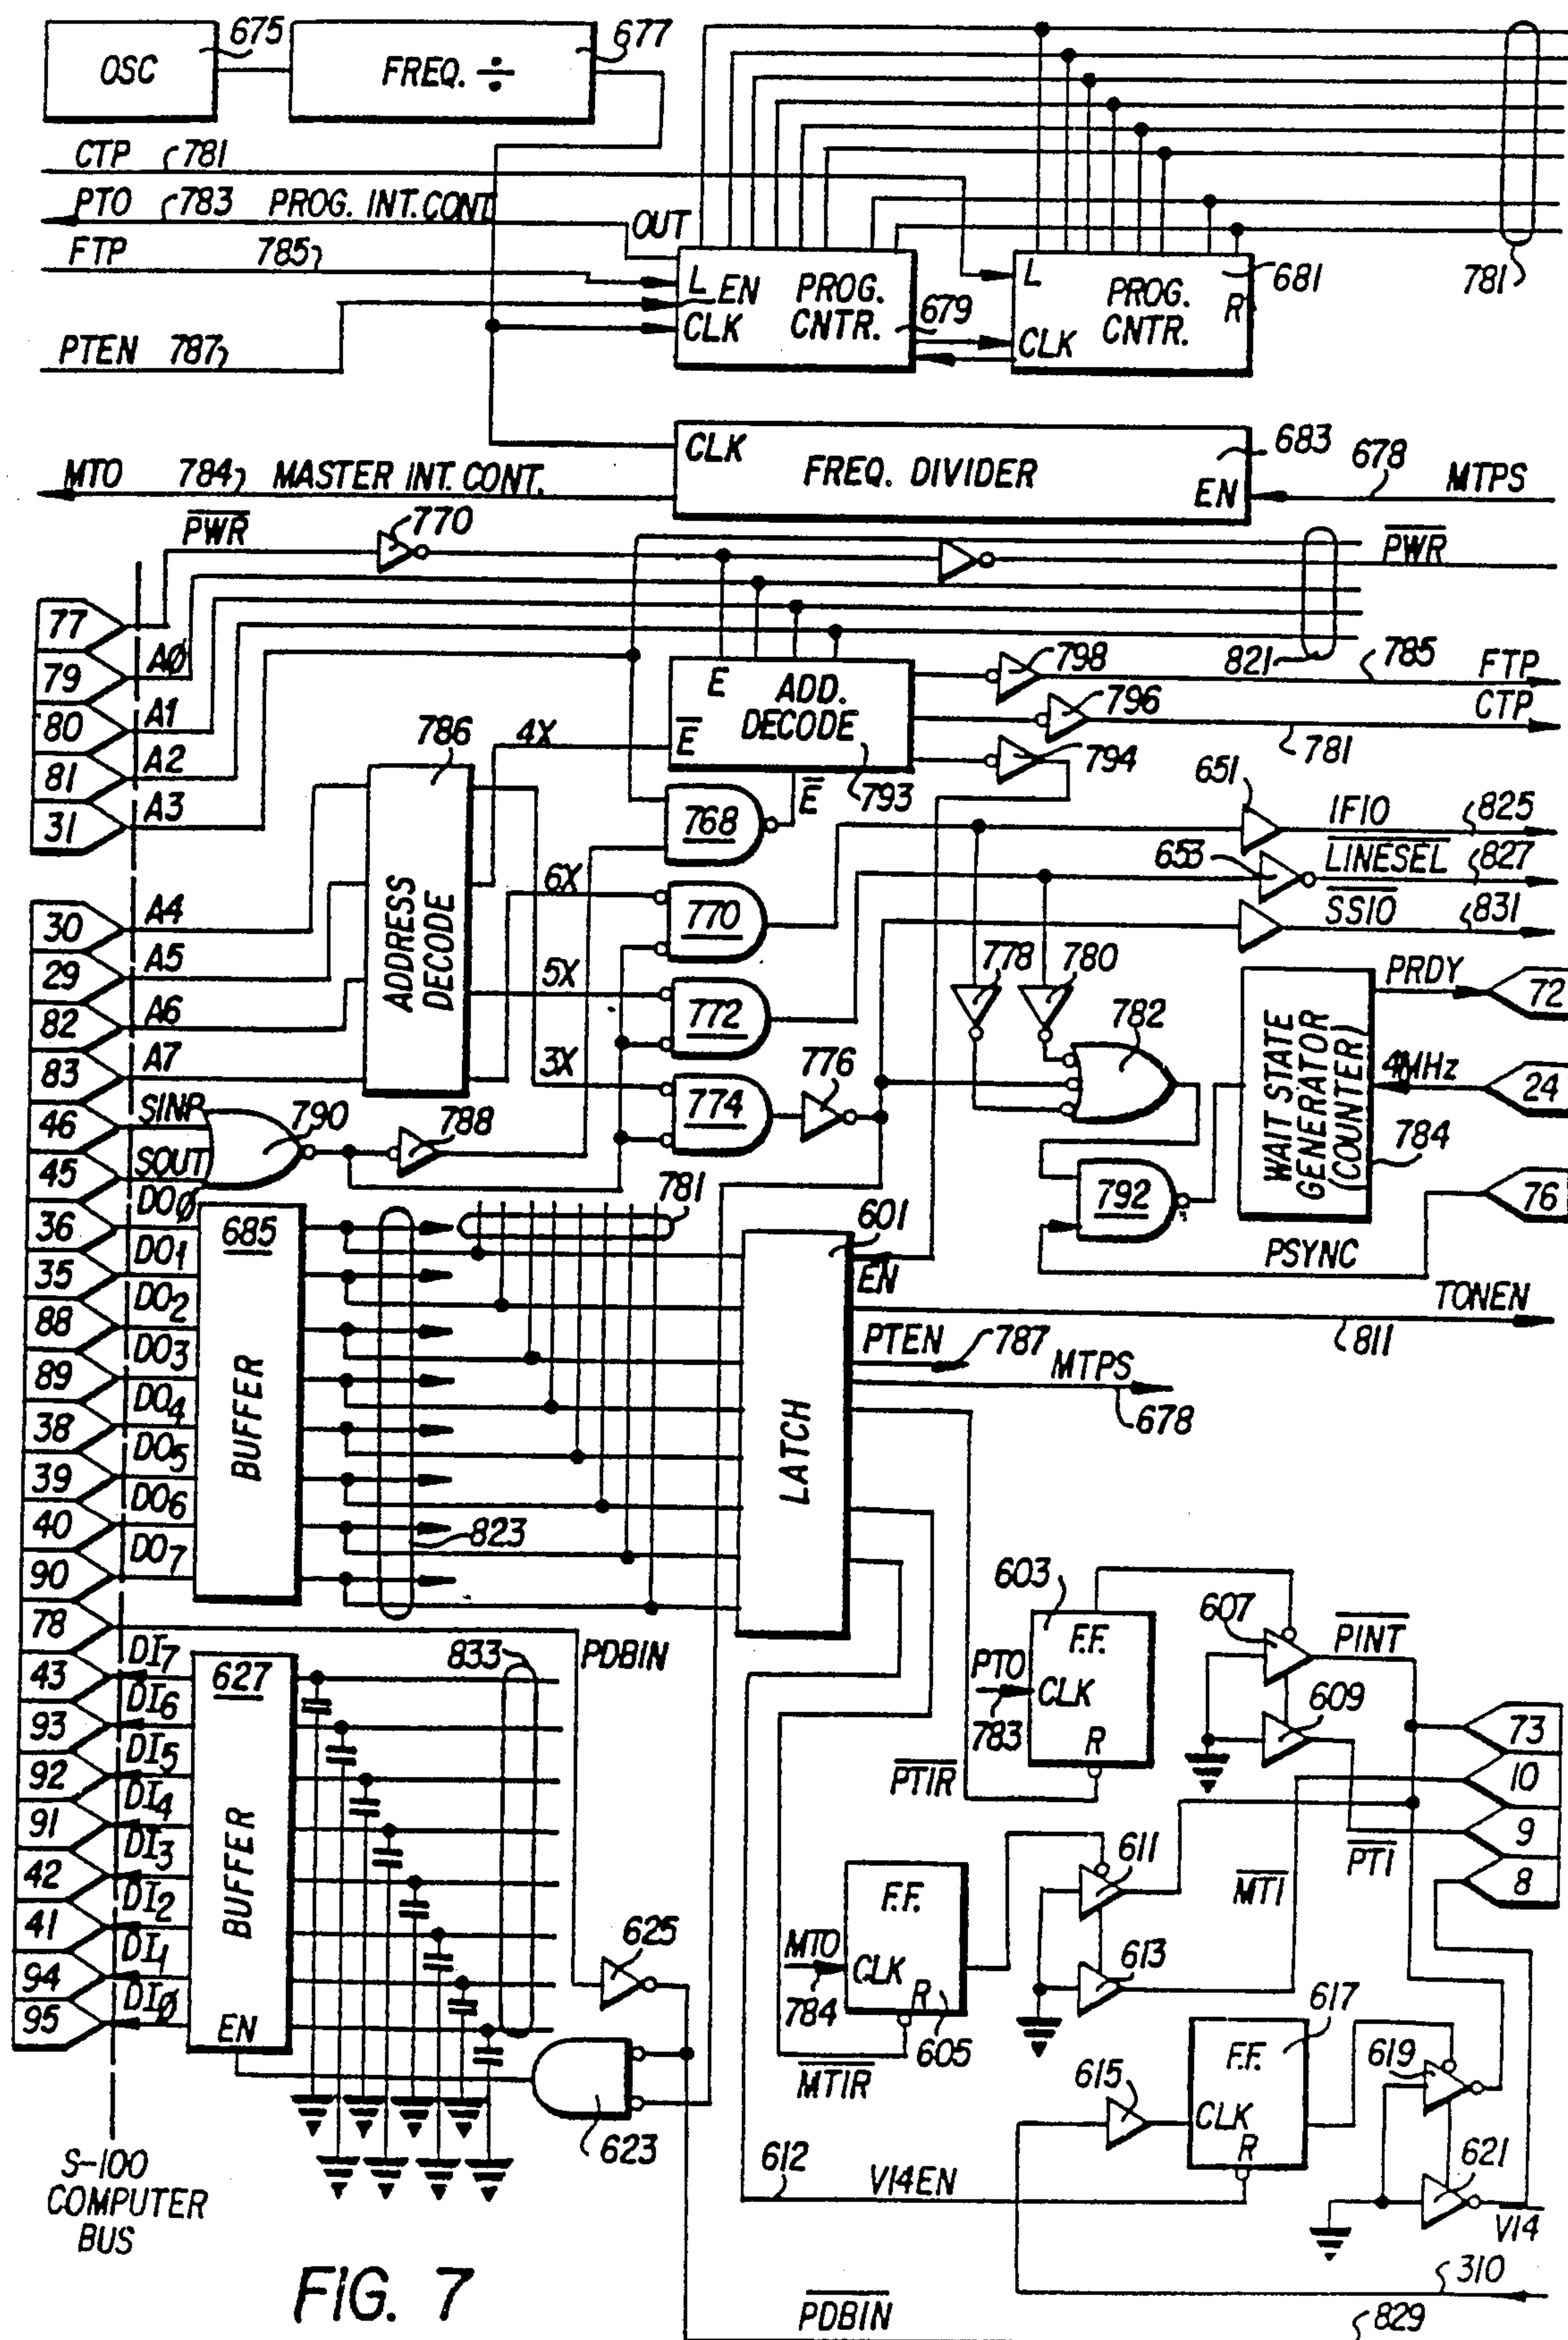 OSC
675
FREQ. ÷
677
CTP 781
PTO 783 PROG. INT. CONT.
OUT
FTP 785
L
EN
CLK
PROG.
CNTR.
679
L
CLK
PROG.
CNTR.
R
681
781
PTEN 787
CLK
FREQ. DIVIDER
EN
683
678
MTPS
MTO 784 MASTER INT. CONT.
PWR
770
PWR
77
79 AØ
80 A1
81 A2
31 A3
30 A4
29 A5
82 A6
83 A7
46 SINP
45 SOUT
786
ADDRESS
DECODE
4X
6X
5X
3X
E
E
ADD.
DECODE
E
793
768
770
772
774
776
790
788
798
796
794
821
785 FTP
CTP
781
651
IFIO 825
653
LINESEL 827
SSIO 831
778
780
782
792
WAIT STATE
GENERATOR
(COUNTER)
784
PRDY
72
4MHz
24
76
PSYNC
36 DOØ
35 DO1
88 DO2
89 DO3
38 DO4
39 DO5
40 DO6
90 DO7
685
BUFFER
781
823
601
EN
LATCH
TONEN
811
PTEN 787
MTPS
678
78
PDBIN
43 DI7
93 DI6
92 DI5
91 DI4
42 DI3
41 DI2
94 DI1
95 DIØ
627
BUFFER
EN
833
625
623
603
F.F.
PTO
783
CLK
R
PTIR
607
PINT
609
73
10
9
8
PTI
MTI
611
613
F.F.
MTO
784
CLK
R
605
MTIR
617
F.F.
615
CLK
R
619
621
VI4
612
VI4EN
310
829
PDBIN
S-100
COMPUTER
BUS
FIG. 7